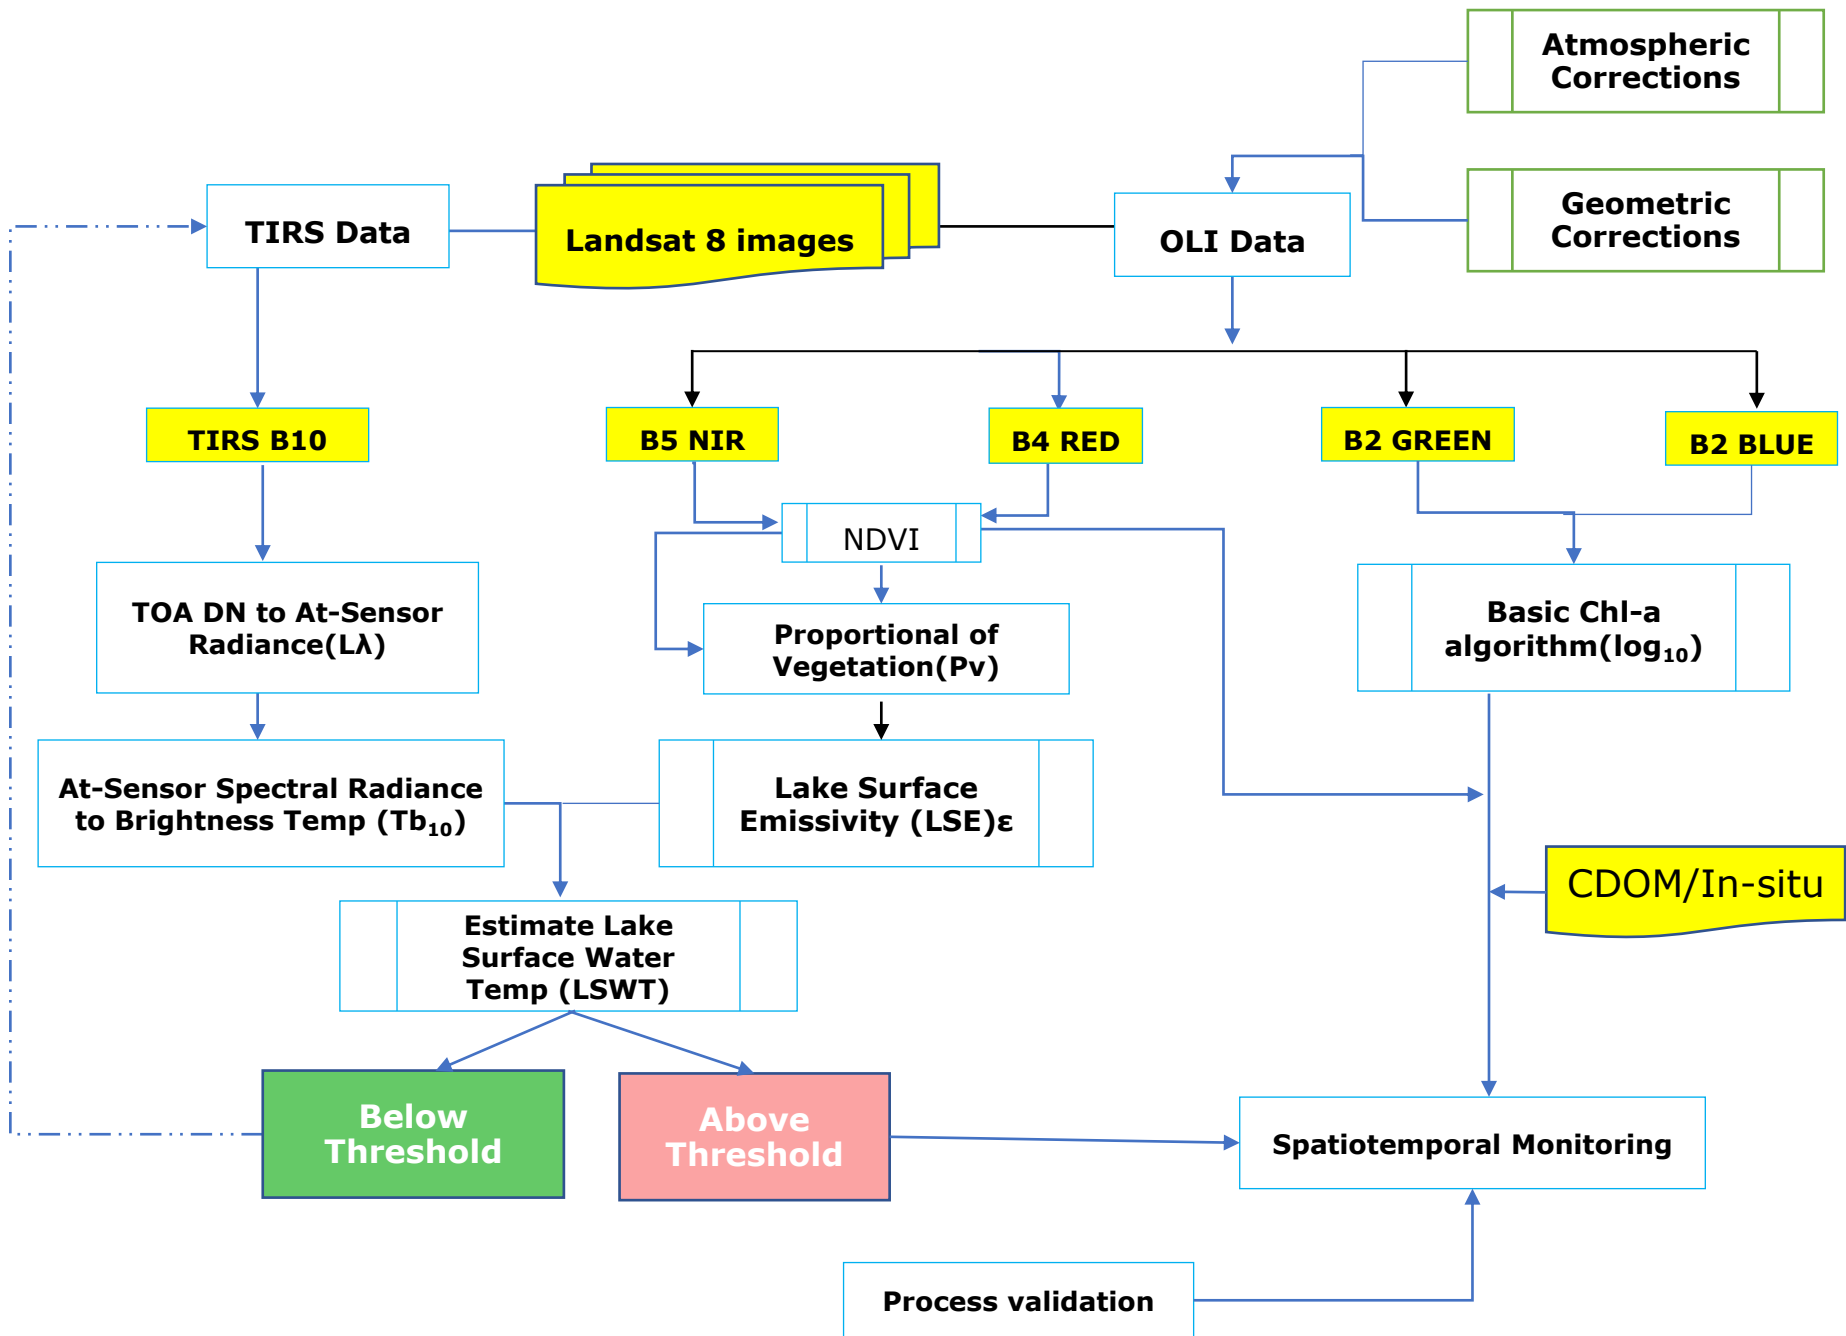 Atmospheric
Corrections
Geometric
Corrections
TIRS Data
Landsat 8 images
OLI Data
TIRS B10
B5 NIR
B4 RED
B2 GREEN
B2 BLUE
NDVI
TOA DN to At-Sensor
Radiance(Lλ)
Proportional of
Vegetation(Pv)
Basic Chl-a
algorithm(log₁₀)
At-Sensor Spectral Radiance
to Brightness Temp (Tb₁₀)
Lake Surface
Emissivity (LSE)ε
CDOM/In-situ
Estimate Lake
Surface Water
Temp (LSWT)
Below
Threshold
Above
Threshold
Spatiotemporal Monitoring
Process validation